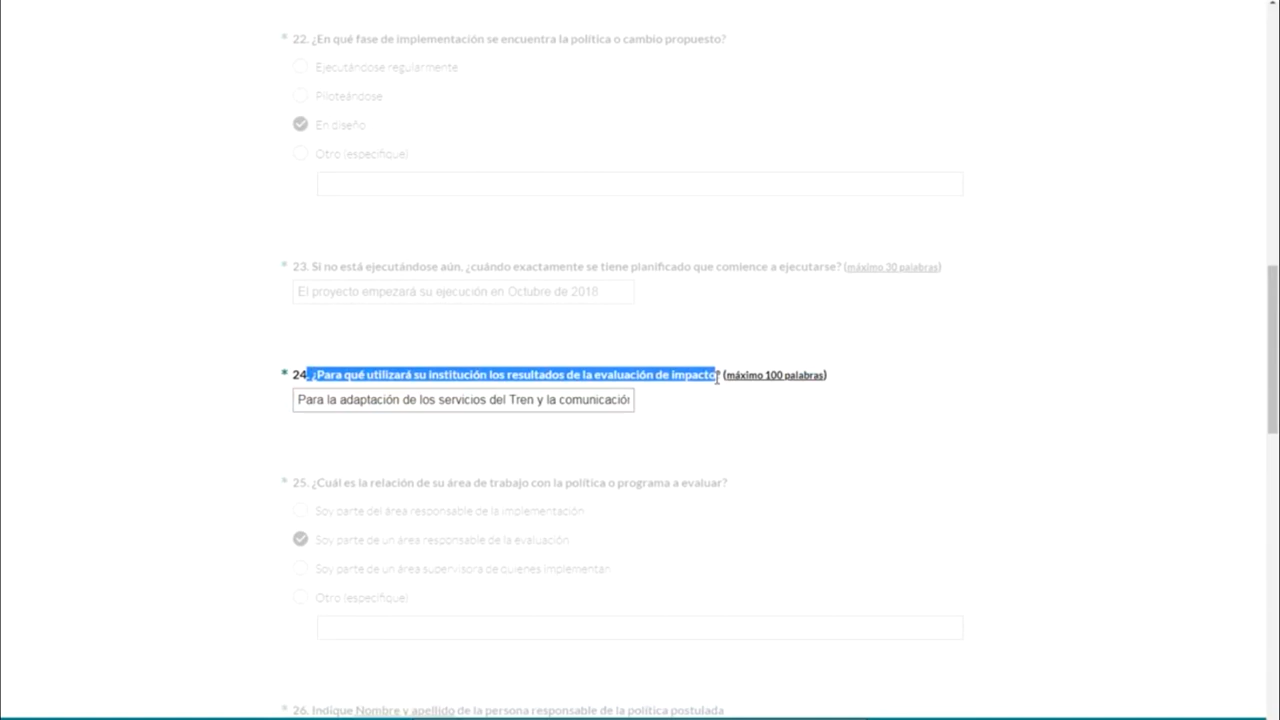 * 22. ¿En qué fase de implementación se encuentra la política o cambio propuesto?
Ejecutándose regularmente
Piloteándose
En diseño
Otro (especifique)
* 23. Si no está ejecutándose aún, ¿cuándo exactamente se tiene planificado que comience a ejecutarse? (máximo 30 palabras)
El proyecto empezará su ejecución en Octubre de 2018
* 24. ¿Para qué utilizará su institución los resultados de la evaluación de impacto? (máximo 100 palabras)
Para la adaptación de los servicios del Tren y la comunicación
* 25. ¿Cuál es la relación de su área de trabajo con la política o programa a evaluar?
Soy parte del área responsable de la implementación
Soy parte de un área responsable de la evaluación
Soy parte de un área supervisora de quienes implementan
Otro (especifique)
* 26. Indique Nombre y apellido de la persona responsable de la política postulada